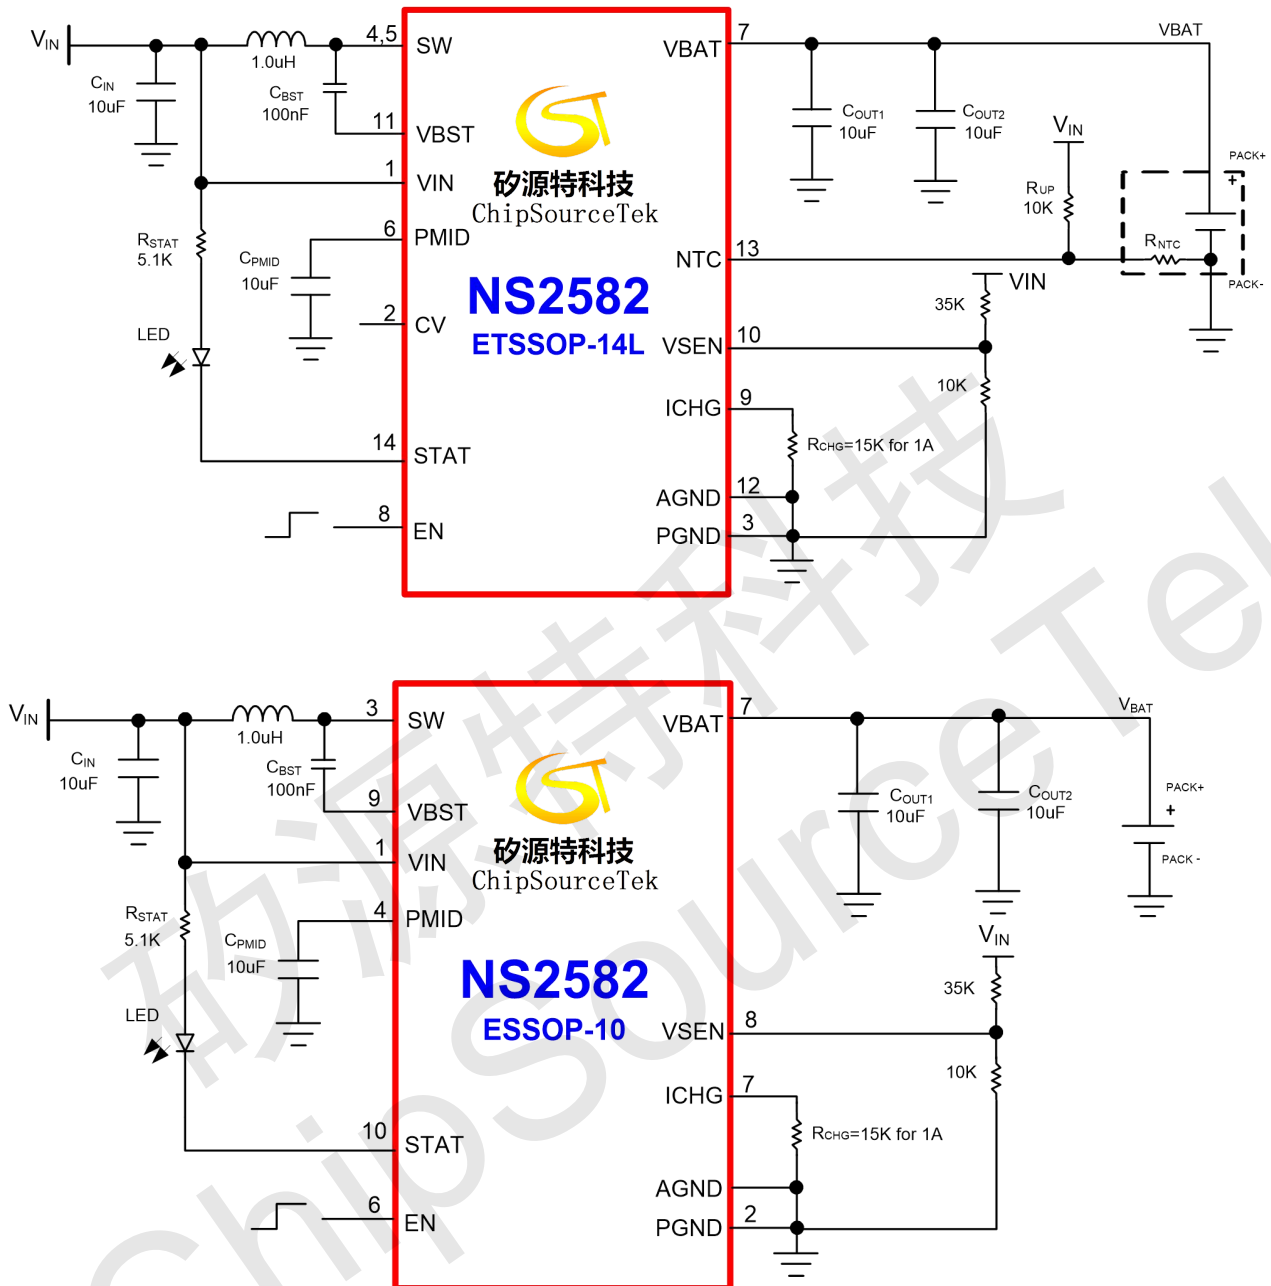 VIN
CIN
10uF
1.0uH
CBST
100nF
4,5
SW
11
VBST
1
VIN
RSTAT
5.1K
6
PMID
CPMID
10uF
2
CV
LED
14
STAT
8
EN
矽源特科技
ChipSourceTek
NS2582
ETSSOP-14L
VBAT
7
VBAT
COUT1
10uF
COUT2
10uF
VIN
RUP
10K
PACK+
+
RNTC
PACK-
NTC
13
VIN
35K
VSEN
10
10K
ICHG
9
RCHG=15K for 1A
AGND
12
PGND
3
VIN
CIN
10uF
1.0uH
CBST
100nF
3
SW
9
VBST
1
VIN
RSTAT
5.1K
4
PMID
CPMID
10uF
LED
10
STAT
6
EN
矽源特科技
ChipSourceTek
NS2582
ESSOP-10
VBAT
7
VBAT
COUT1
10uF
COUT2
10uF
PACK+
+
PACK -
VIN
35K
VSEN
8
10K
ICHG
7
RCHG=15K for 1A
AGND
PGND
2
矽源特科技
ChipSourceTek